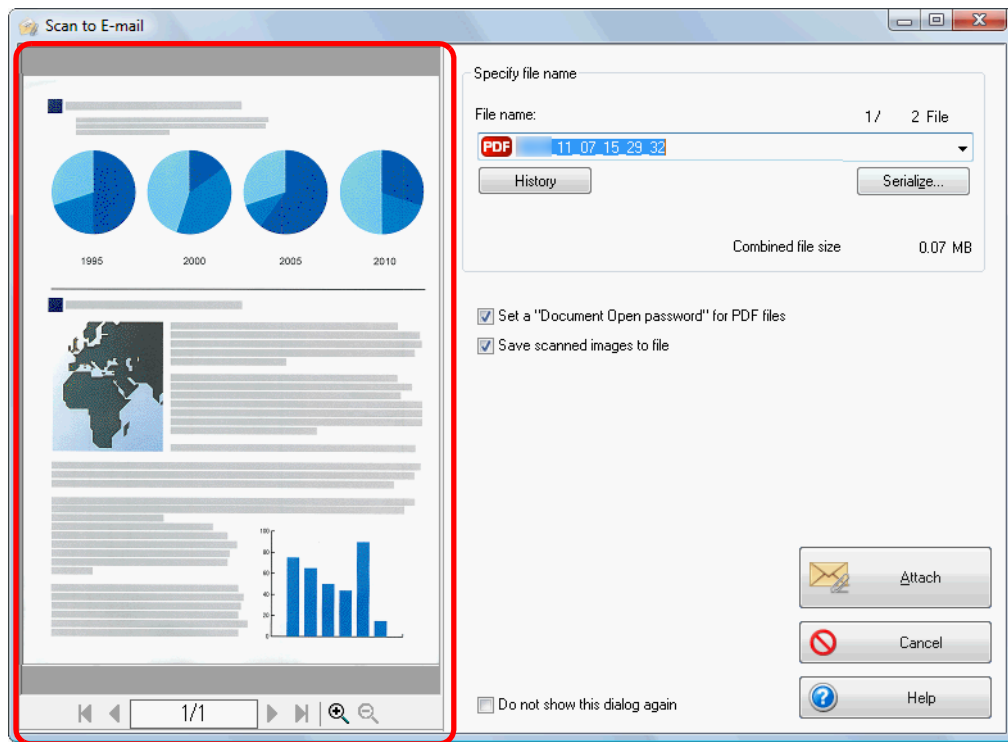 Scan to E-mail
1995 2000 2005 2010
100
80
60
40
20
0
1/1
Specify file name
File name: 1/ 2 File
PDF _11_07_15_29_32
History Serialize...
Combined file size 0.07 MB
Set a "Document Open password" for PDF files
Save scanned images to file
Attach
Cancel
Do not show this dialog again
Help